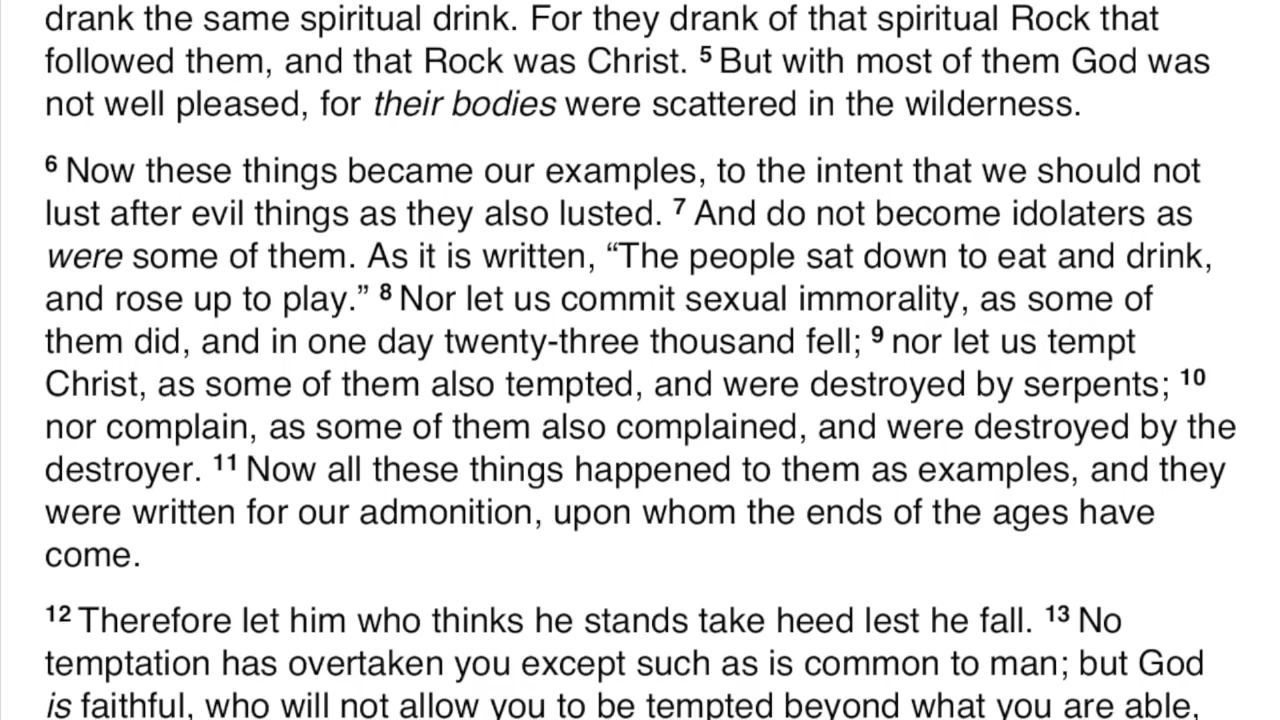 drank the same spiritual drink. For they drank of that spiritual Rock that
followed them, and that Rock was Christ. 5 But with most of them God was
not well pleased, for their bodies were scattered in the wilderness.
6 Now these things became our examples, to the intent that we should not
lust after evil things as they also lusted. 7 And do not become idolaters as
were some of them. As it is written, “The people sat down to eat and drink,
and rose up to play.” 8 Nor let us commit sexual immorality, as some of
them did, and in one day twenty-three thousand fell; 9 nor let us tempt
Christ, as some of them also tempted, and were destroyed by serpents; 10
nor complain, as some of them also complained, and were destroyed by the
destroyer. 11 Now all these things happened to them as examples, and they
were written for our admonition, upon whom the ends of the ages have
come.
12 Therefore let him who thinks he stands take heed lest he fall. 13 No
temptation has overtaken you except such as is common to man; but God
is faithful, who will not allow you to be tempted beyond what you are able,